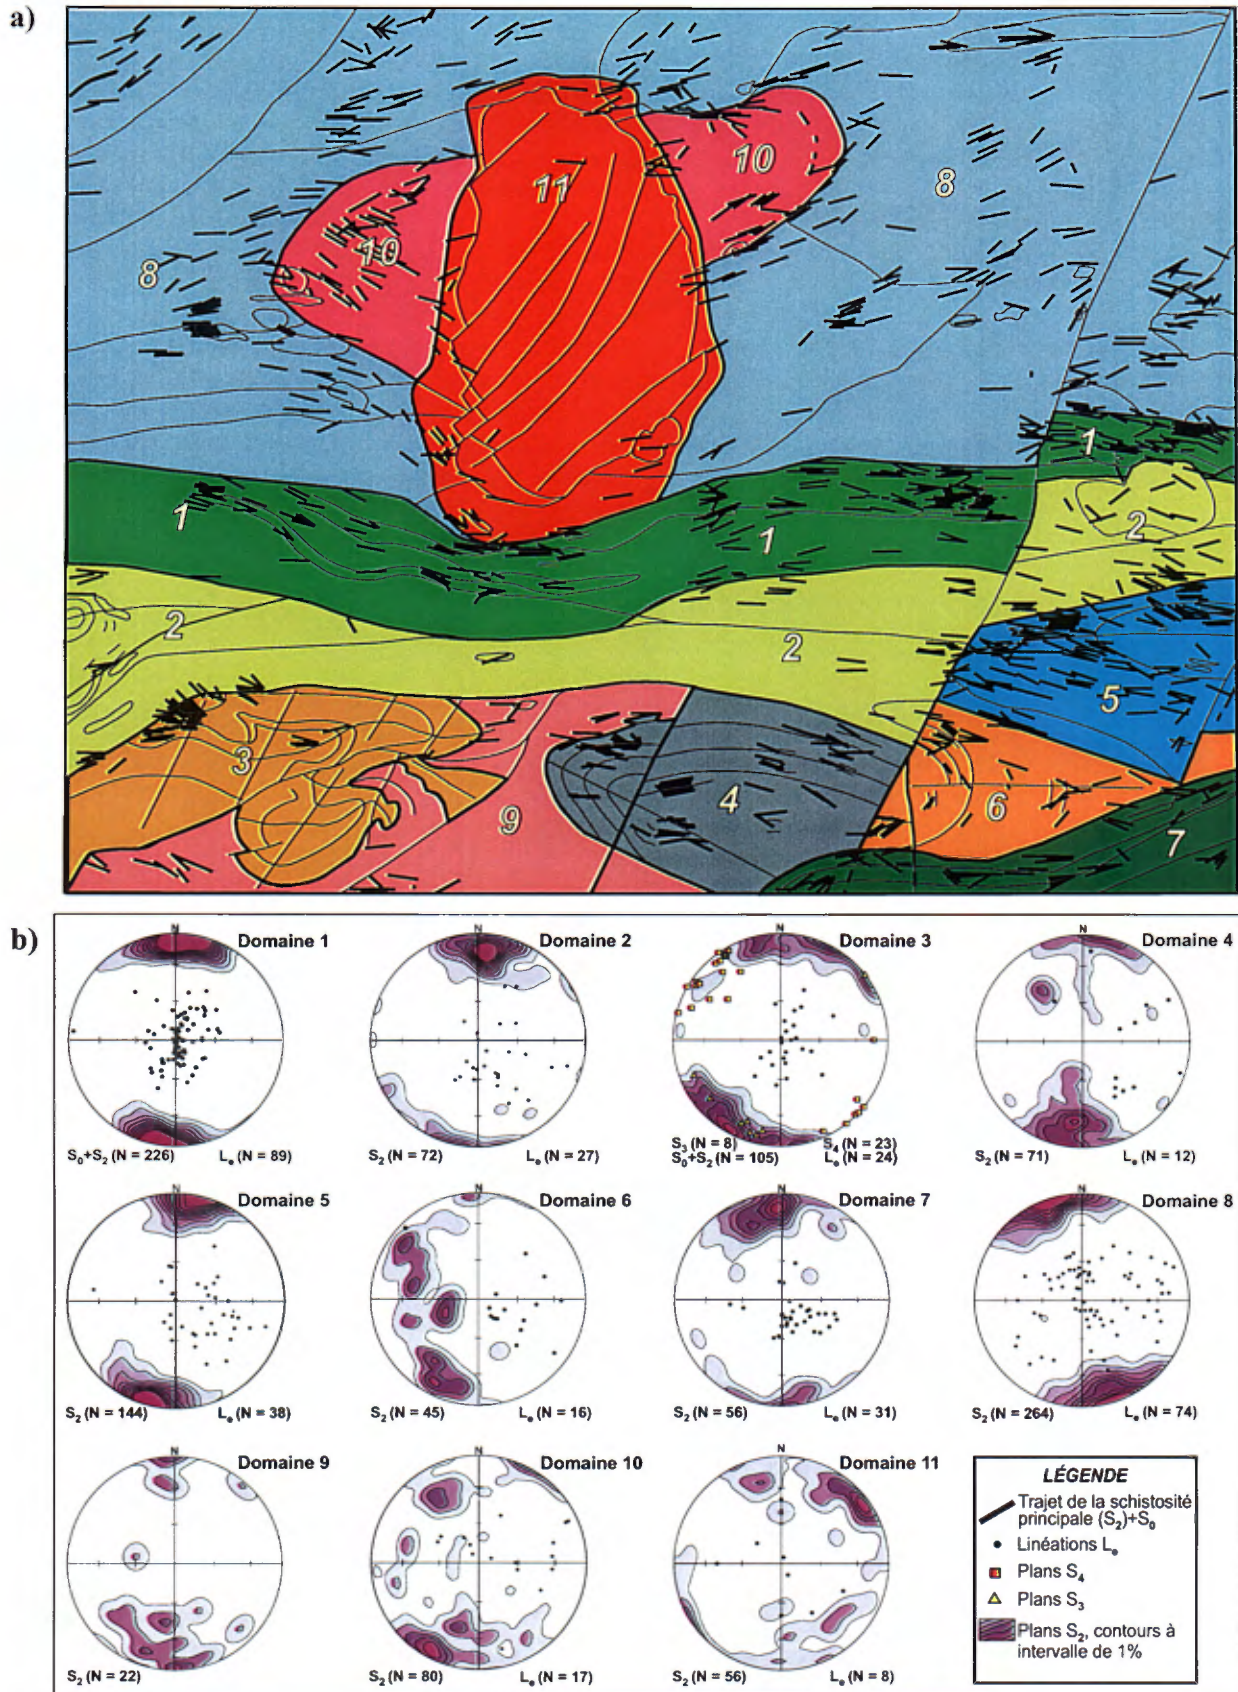 a)
11
10
10
8
8
1
1
1
2
2
2
5
3
4
6
9
7
b)
N
Domaine 1
S₀+S₂ (N = 226) Lₑ (N = 89)
N
Domaine 2
S₂ (N = 72) Lₑ (N = 27)
N
Domaine 3
S₃ (N = 8) S₄ (N = 23)
S₀+S₂ (N = 105) Lₑ (N = 24)
N
Domaine 4
S₂ (N = 71) Lₑ (N = 12)
N
Domaine 5
S₂ (N = 144) Lₑ (N = 38)
N
Domaine 6
S₂ (N = 45) Lₑ (N = 16)
N
Domaine 7
S₂ (N = 56) Lₑ (N = 31)
N
Domaine 8
S₂ (N = 264) Lₑ (N = 74)
N
Domaine 9
S₂ (N = 22)
N
Domaine 10
S₂ (N = 80) Lₑ (N = 17)
N
Domaine 11
S₂ (N = 56) Lₑ (N = 8)
LÉGENDE
Trajet de la schistosité
principale (S₂)+S₀
Linéations Lₑ
Plans S₄
Plans S₃
Plans S₂, contours à
intervalle de 1%